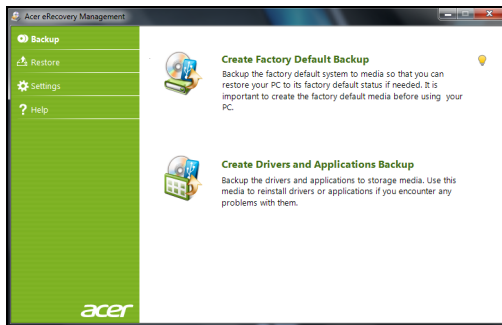 Acer eRecovery Management
Backup
Restore
Settings
? Help
Create Factory Default Backup
Backup the factory default system to media so that you can
restore your PC to its factory default status if needed. It is
important to create the factory default media before using your
PC.
Create Drivers and Applications Backup
Backup the drivers and applications to storage media. Use this
media to reinstall drivers or applications if you encounter any
problems with them.
acer